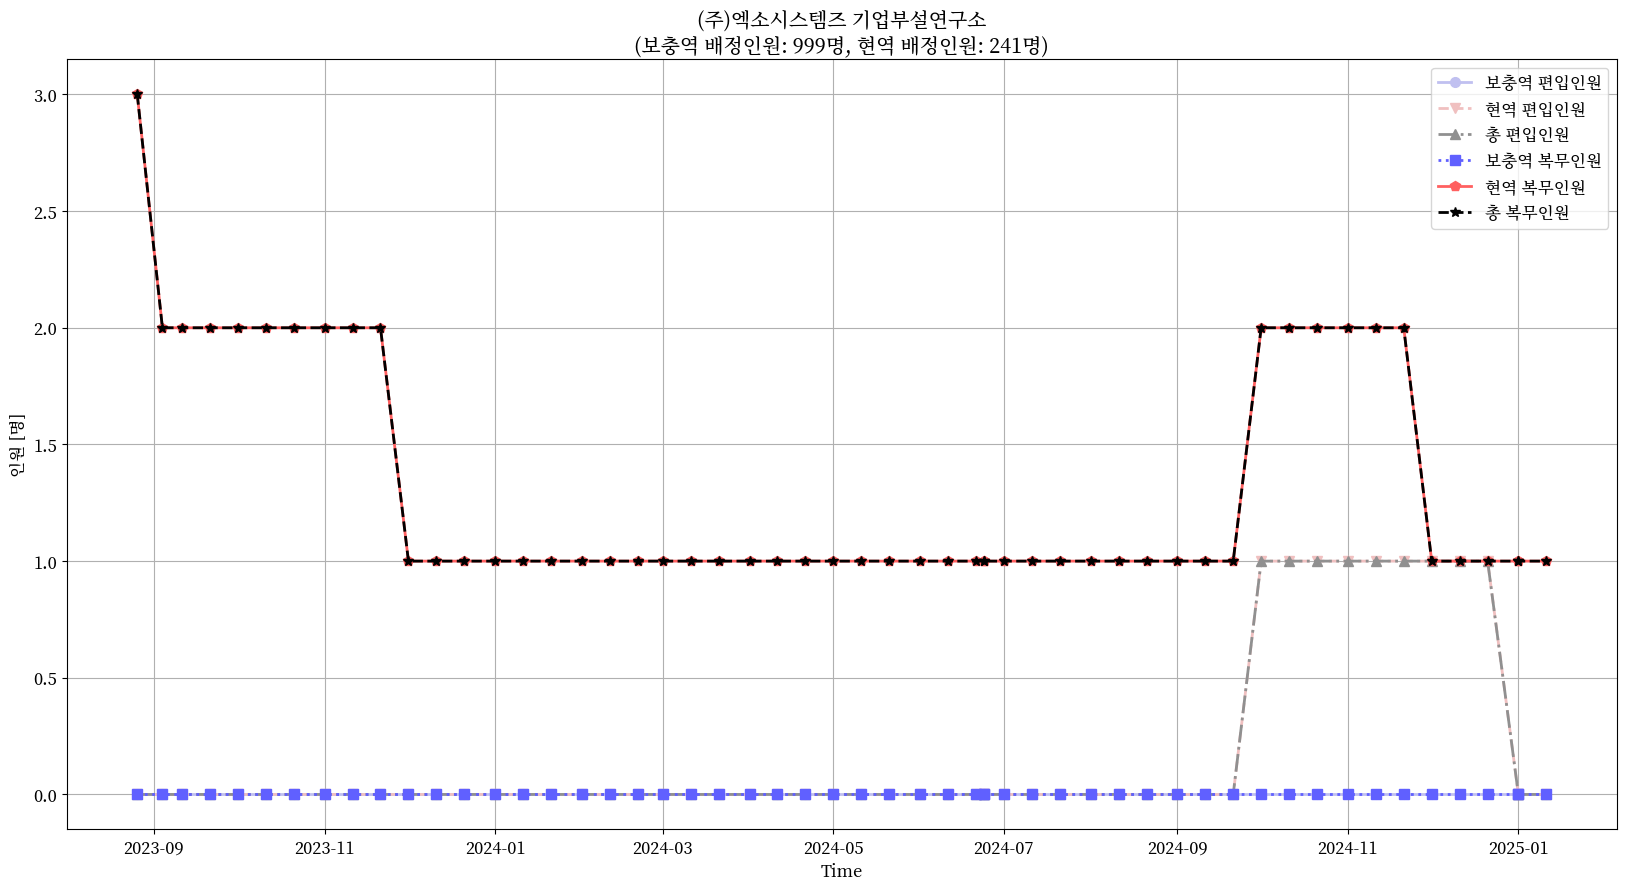 (주)엑소시스템즈 기업부설연구소
(보충역 배정인원: 999명, 현역 배정인원: 241명)
보충역 편입인원
현역 편입인원
총 편입인원
보충역 복무인원
현역 복무인원
총 복무인원
인원 [명]
3.0
2.5
2.0
1.5
1.0
0.5
0.0
2023-09
2023-11
2024-01
2024-03
2024-05
2024-07
2024-09
2024-11
2025-01
Time